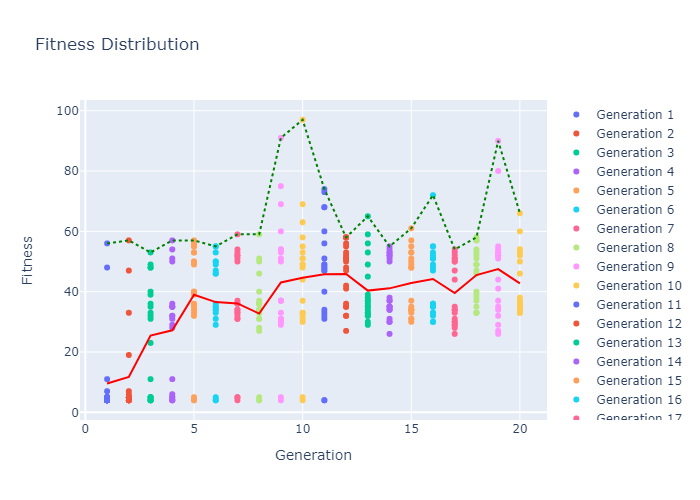 Fitness Distribution
100
80
60
40
20
0
Fitness
0 5 10 15 20
Generation
Generation 1
Generation 2
Generation 3
Generation 4
Generation 5
Generation 6
Generation 7
Generation 8
Generation 9
Generation 10
Generation 11
Generation 12
Generation 13
Generation 14
Generation 15
Generation 16
Generation 17